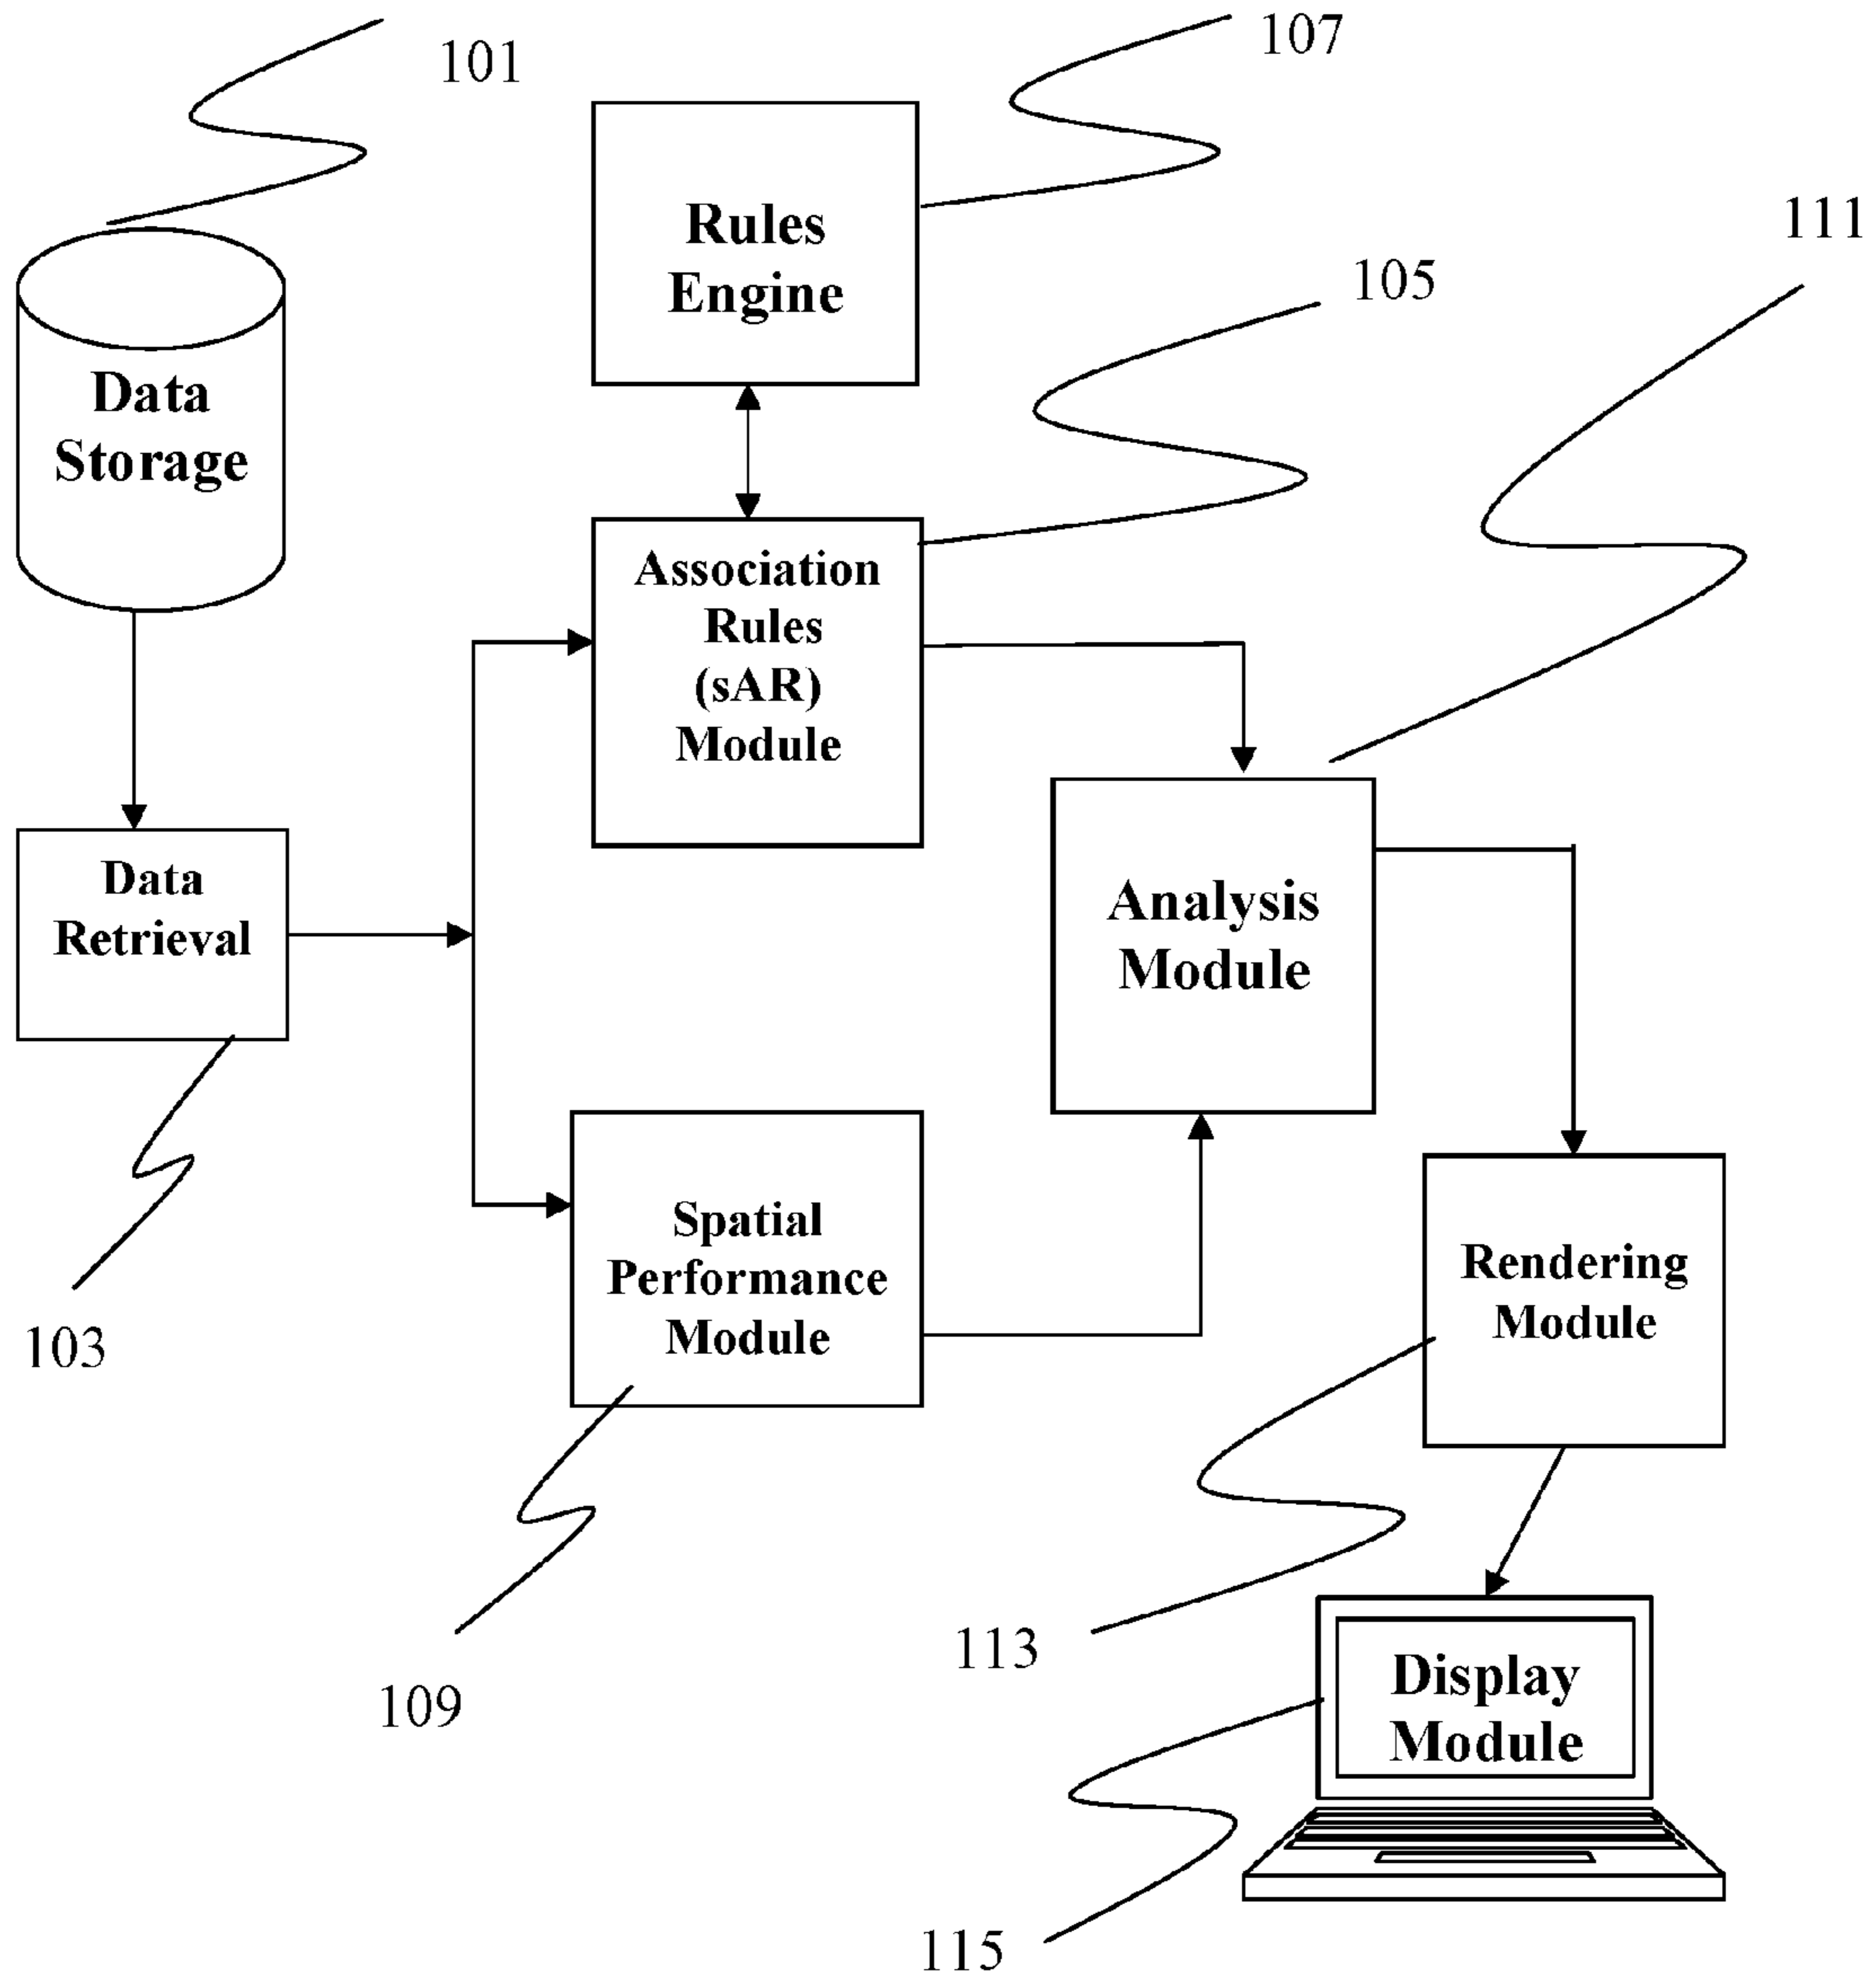 101
107
Rules
Engine
111
105
Data
Storage
Association
Rules
(sAR)
Module
Data
Retrieval
Analysis
Module
Spatial
Performance
Module
Rendering
Module
103
109
113
Display
Module
115